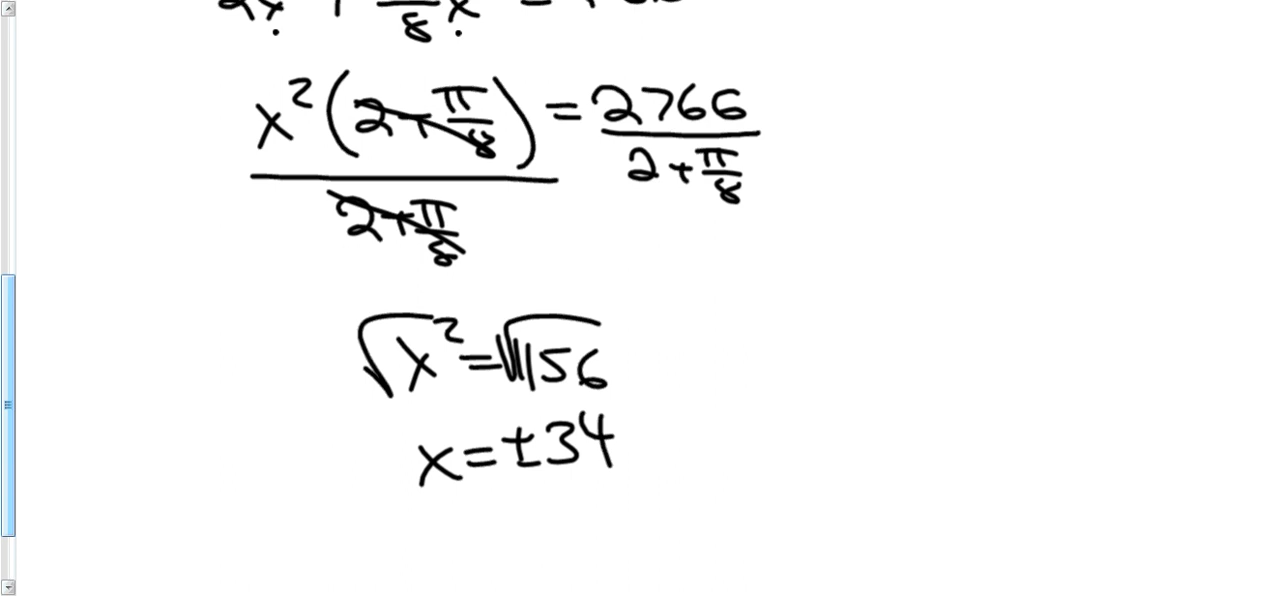 x²(2+π/8) / (2+π/8) = 2766 / (2+π/8)
√x² = √1156
x = ±34